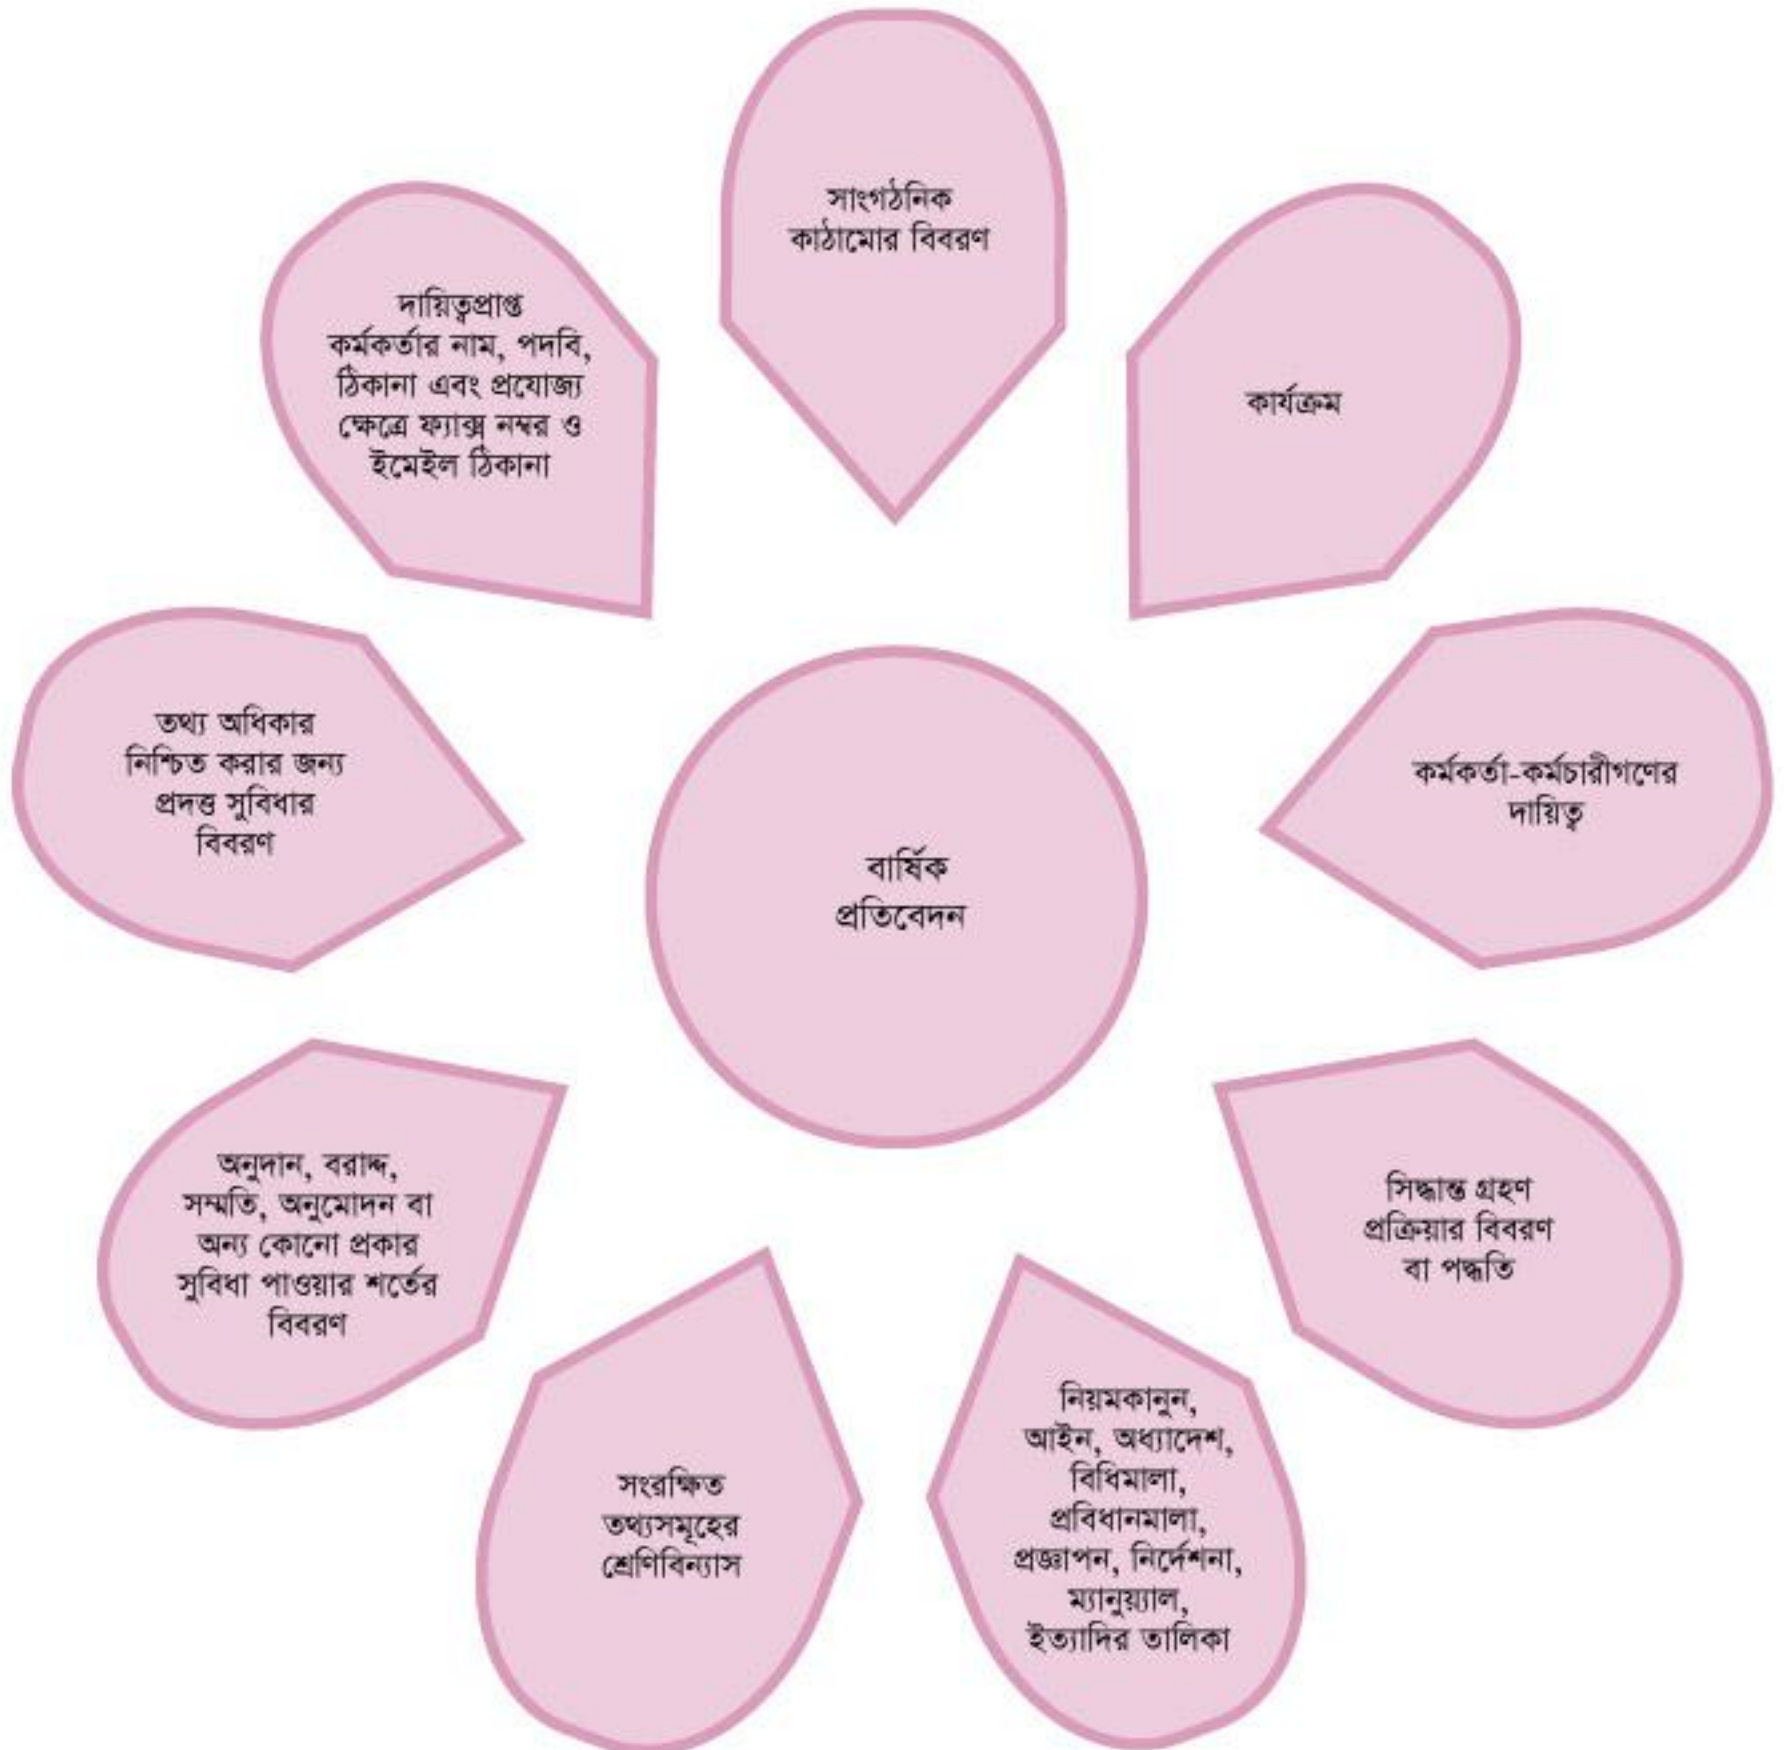 সাংগঠনিক
কাঠামোর বিবরণ
কার্যক্রম
কর্মকর্তা-কর্মচারীগণের
দায়িত্ব
সিদ্ধান্ত গ্রহণ
প্রক্রিয়ার বিবরণ
বা পদ্ধতি
নিয়মকানুন,
আইন, অধ্যাদেশ,
বিধিমালা,
প্রবিধানমালা,
প্রজ্ঞাপন, নির্দেশনা,
ম্যানুয়্যাল,
ইত্যাদির তালিকা
সংরক্ষিত
তথ্যসমূহের
শ্রেণিবিন্যাস
অনুদান, বরাদ্দ,
সম্মতি, অনুমোদন বা
অন্য কোনো প্রকার
সুবিধা পাওয়ার শর্তের
বিবরণ
তথ্য অধিকার
নিশ্চিত করার জন্য
প্রদত্ত সুবিধার
বিবরণ
দায়িত্বপ্রাপ্ত
কর্মকর্তার নাম, পদবি,
ঠিকানা এবং প্রযোজ্য
ক্ষেত্রে ফ্যাক্স নম্বর ও
ইমেইল ঠিকানা
বার্ষিক
প্রতিবেদন